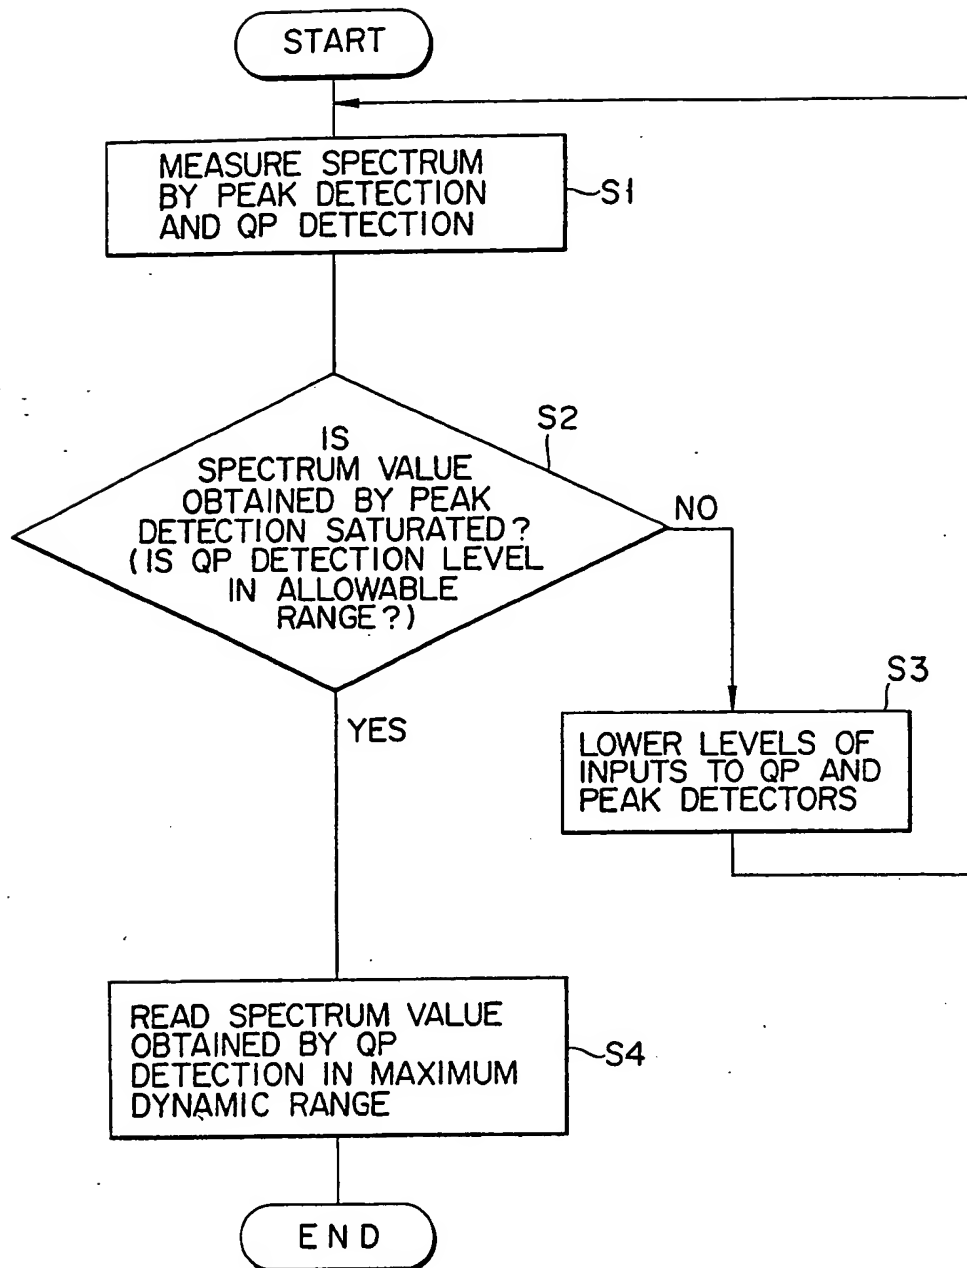 START
MEASURE SPECTRUM
BY PEAK DETECTION
AND QP DETECTION
S1
S2
IS
SPECTRUM VALUE
OBTAINED BY PEAK
DETECTION SATURATED?
(IS QP DETECTION LEVEL
IN ALLOWABLE
RANGE?)
NO
S3
YES
LOWER LEVELS OF
INPUTS TO QP AND
PEAK DETECTORS
READ SPECTRUM VALUE
OBTAINED BY QP
DETECTION IN MAXIMUM
DYNAMIC RANGE
S4
END